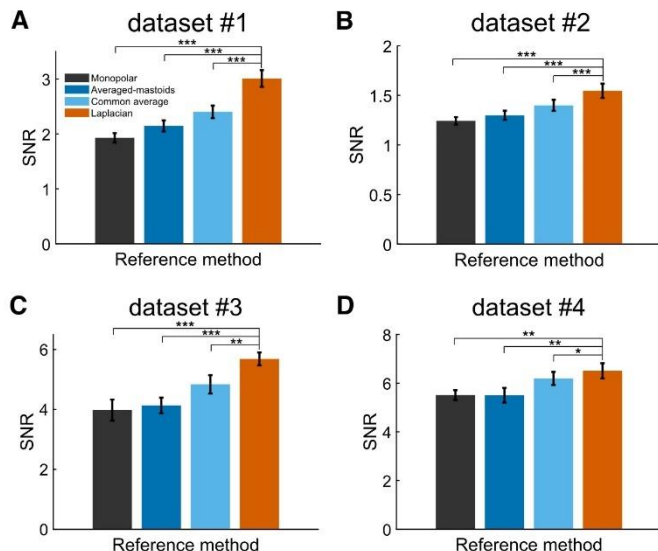 A
dataset #1
***
***
***
Monopolar
Averaged-mastoids
Common average
Laplacian
SNR
3
2
1
0
Reference method
B
dataset #2
***
***
***
SNR
2
1.5
1
0.5
0
Reference method
C
dataset #3
***
***
**
SNR
6
4
2
0
Reference method
D
dataset #4
**
**
*
SNR
8
6
4
2
0
Reference method